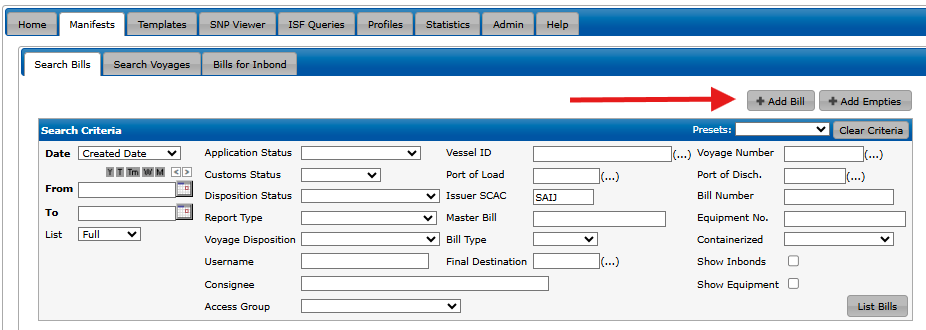 Home Manifests Templates SNP Viewer ISF Queries Profiles Statistics Admin Help
Search Bills Search Voyages Bills for Inbond
+ Add Bill + Add Empties
Search Criteria Presets: Clear Criteria
Date Created Date Application Status Vessel ID (...) Voyage Number (...)
Y T Tm W M < > Customs Status Port of Load (...) Port of Disch. (...)
From Disposition Status Issuer SCAC SAIJ Bill Number
To Report Type Master Bill Equipment No.
List Full Voyage Disposition Bill Type Containerized
Username Final Destination (...) Show Inbonds
Consignee Show Equipment
Access Group List Bills